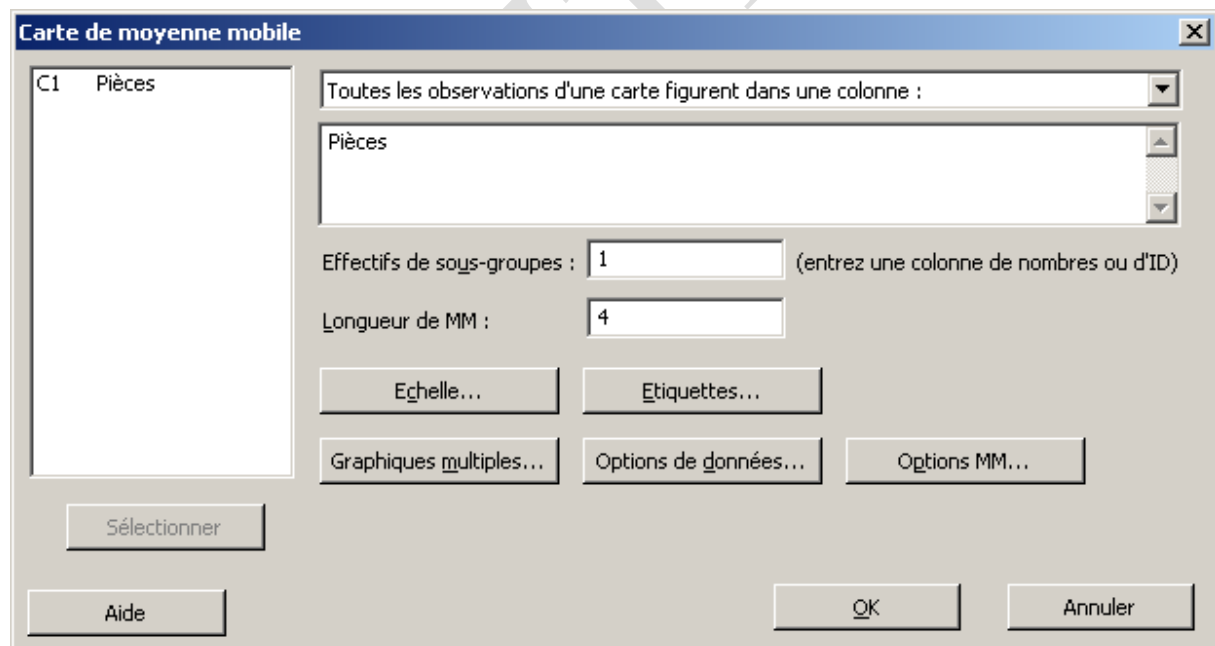 Carte de moyenne mobile
C1 Pièces
Toutes les observations d'une carte figurent dans une colonne :
Pièces
Effectifs de sous-groupes : 1 (entrez une colonne de nombres ou d'ID)
Longueur de MM : 4
Echelle... Etiquettes...
Graphiques multiples... Options de données... Options MM...
Sélectionner
Aide OK Annuler